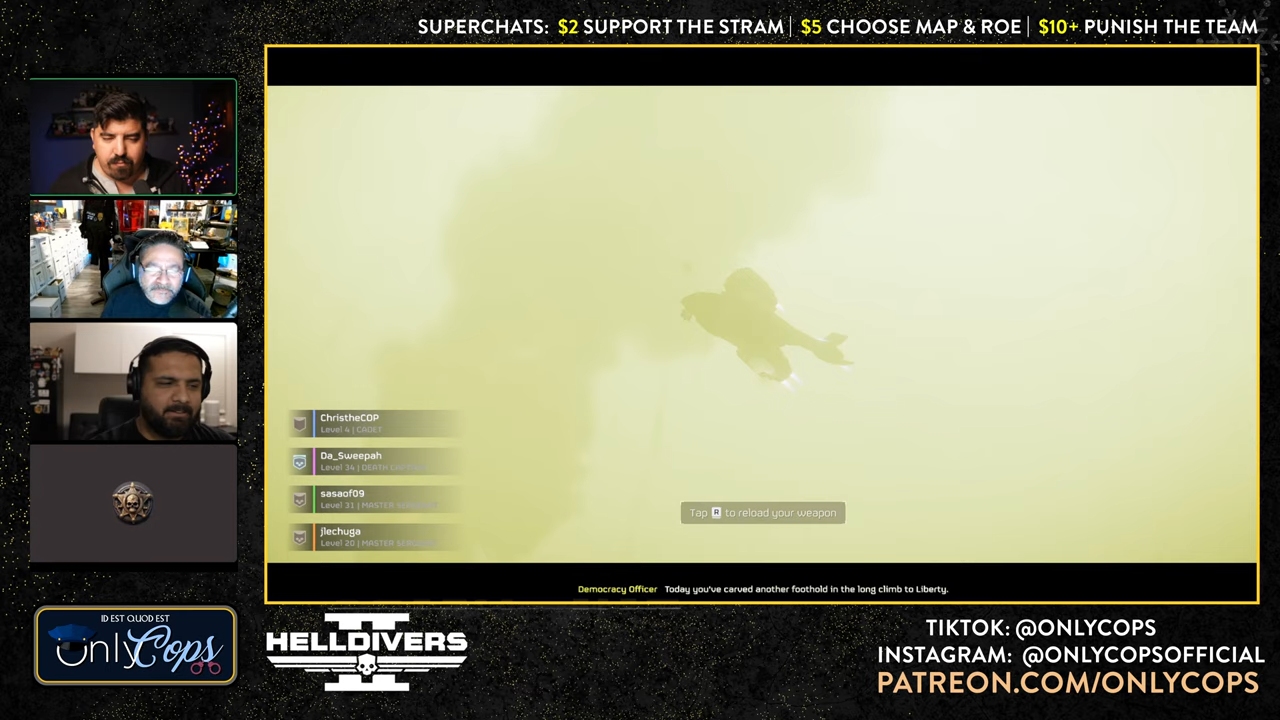 SUPERCHATS: $2 SUPPORT THE STRAM | $5 CHOOSE MAP & ROE | $10+ PUNISH THE TEAM
ChristheCOP
Level 4 | CADET
Da_Sweepah
Level 34 | DEATH
sasaof09
Level 31 | MASTER
jlechuga
Level 20 | MASTER
Tap R to reload your weapon
Democracy Officer Today you've carved another foothold in the long climb to Liberty.
ID EST QUOD EST
OnlyCops
II
HELLDIVERS
TIKTOK: @ONLYCOPS
INSTAGRAM: @ONLYCOPSOFFICIAL
PATREON.COM/ONLYCOPS